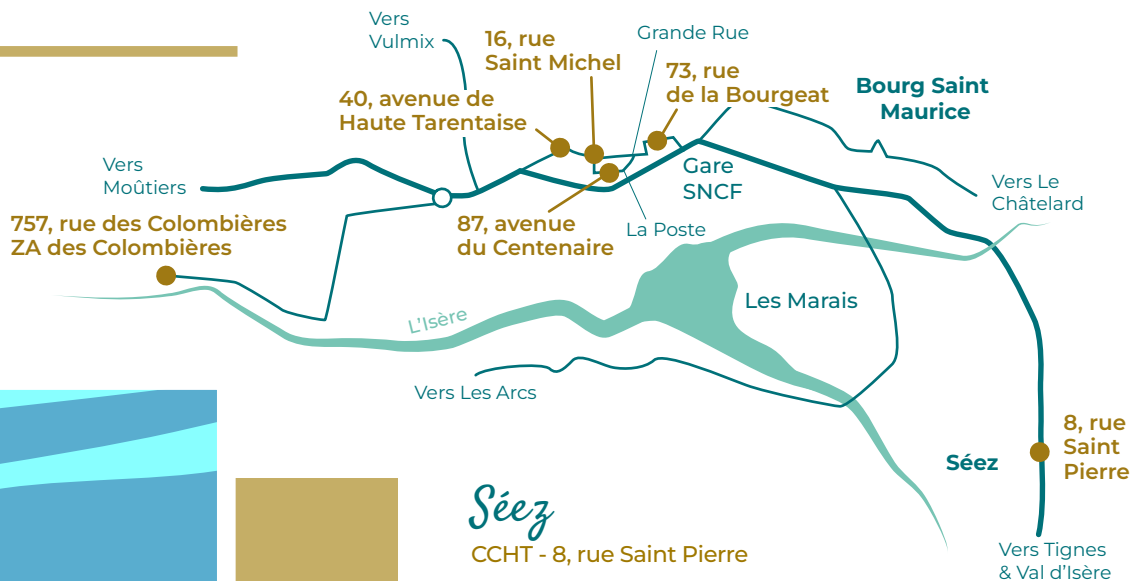 Vers
Vulmix
16, rue
Saint Michel
Grande Rue
73, rue
de la Bourgeat
Bourg Saint
Maurice
40, avenue de
Haute Tarentaise
Vers
Moûtiers
Gare
SNCF
Vers Le
Châtelard
757, rue des Colombières
ZA des Colombières
87, avenue
du Centenaire
La Poste
Les Marais
L'Isère
Vers Les Arcs
8, rue
Saint
Pierre
Séez
Séez
CCHT - 8, rue Saint Pierre
Vers Tignes
& Val d'Isère